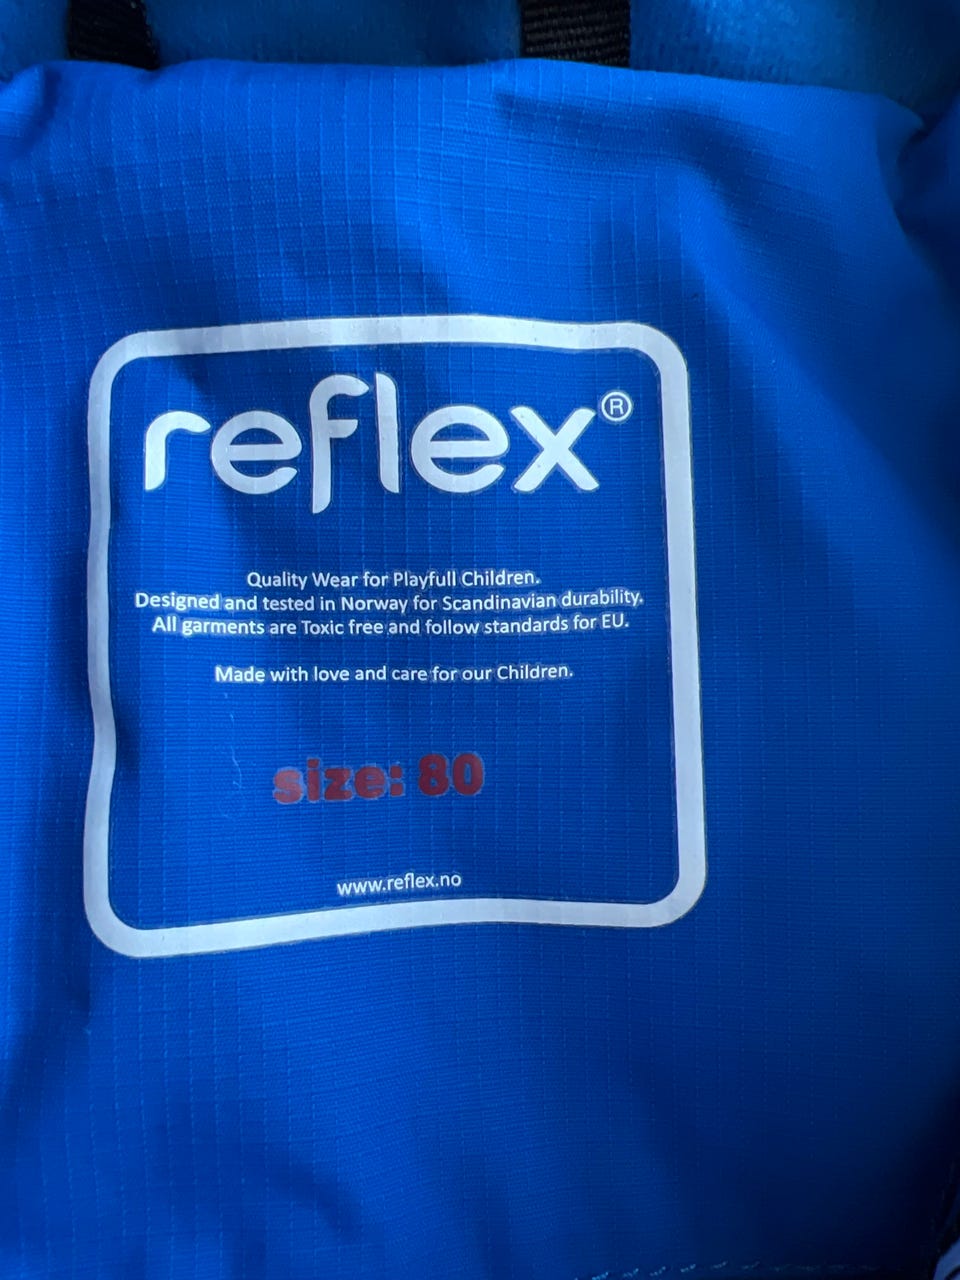 reflex®
Quality Wear for Playfull Children.
Designed and tested in Norway for Scandinavian durability.
All garments are Toxic free and follow standards for EU.
Made with love and care for our Children.
size: 80
www.reflex.no